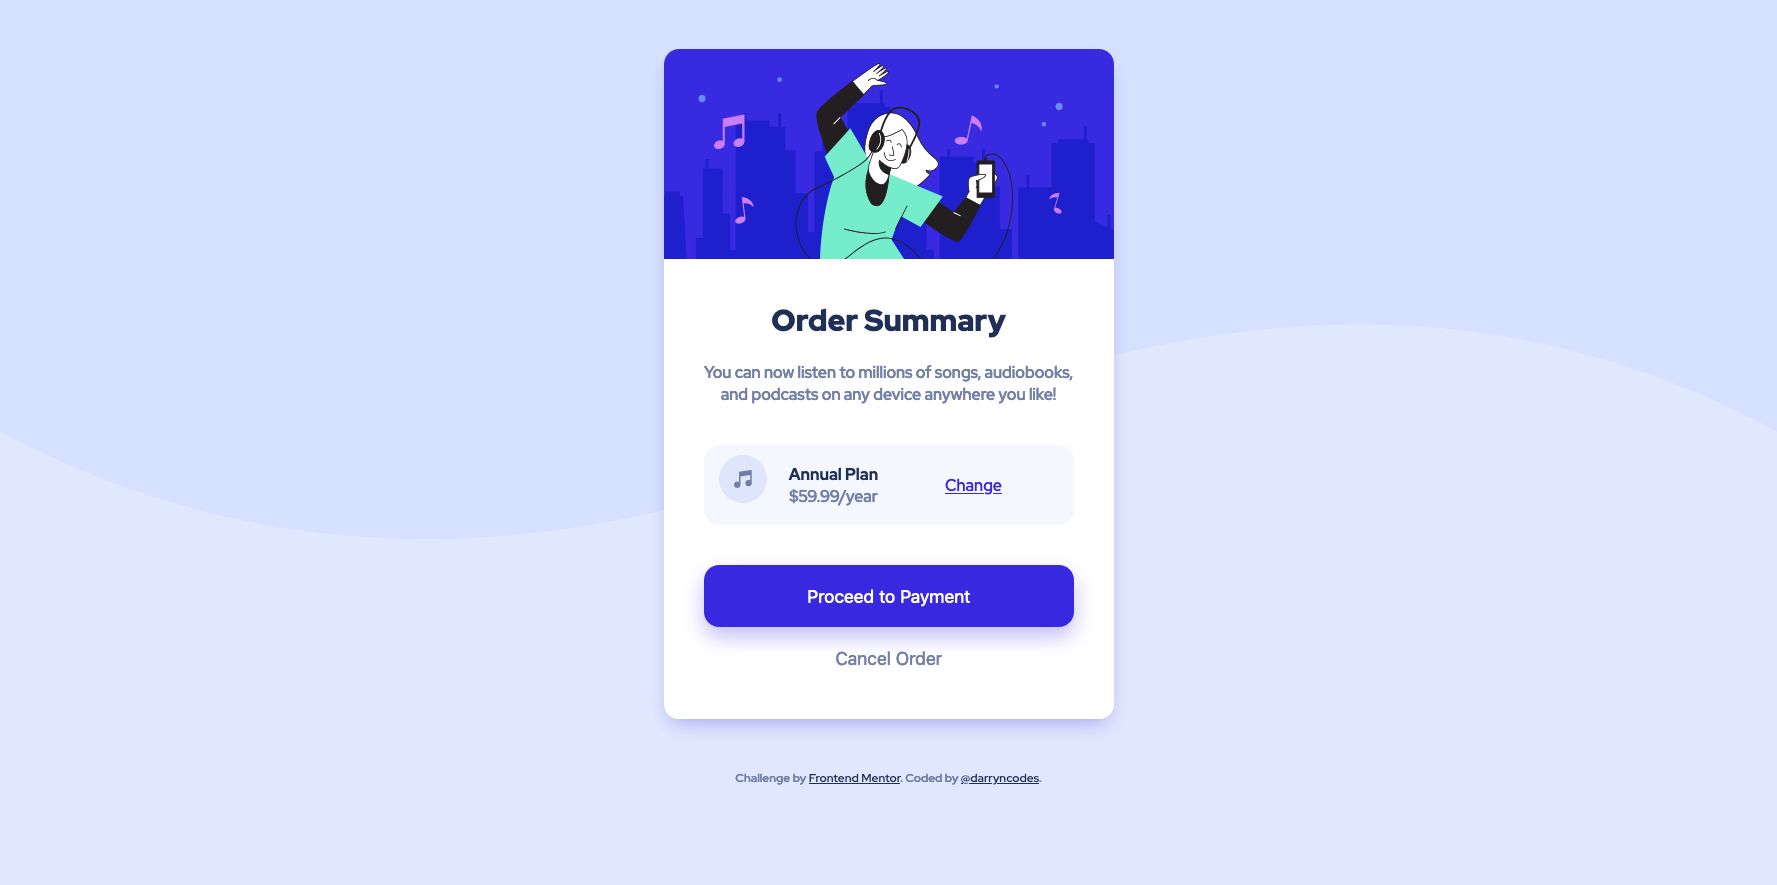 Order Summary
You can now listen to millions of songs, audiobooks,
and podcasts on any device anywhere you like!
Annual Plan
$59.99/year
Change
Proceed to Payment
Cancel Order
Challenge by Frontend Mentor. Coded by @darryncodes.